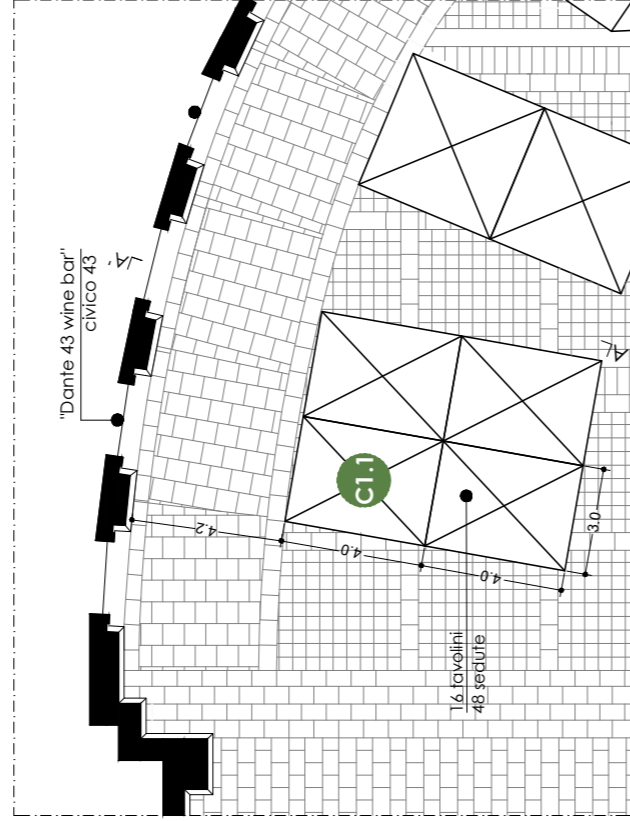 "Dante 43 wine bar"
civico 43
'A'
C1.1
4.2
4.0
4.0
3.0
16 tavolini
48 sedute
A